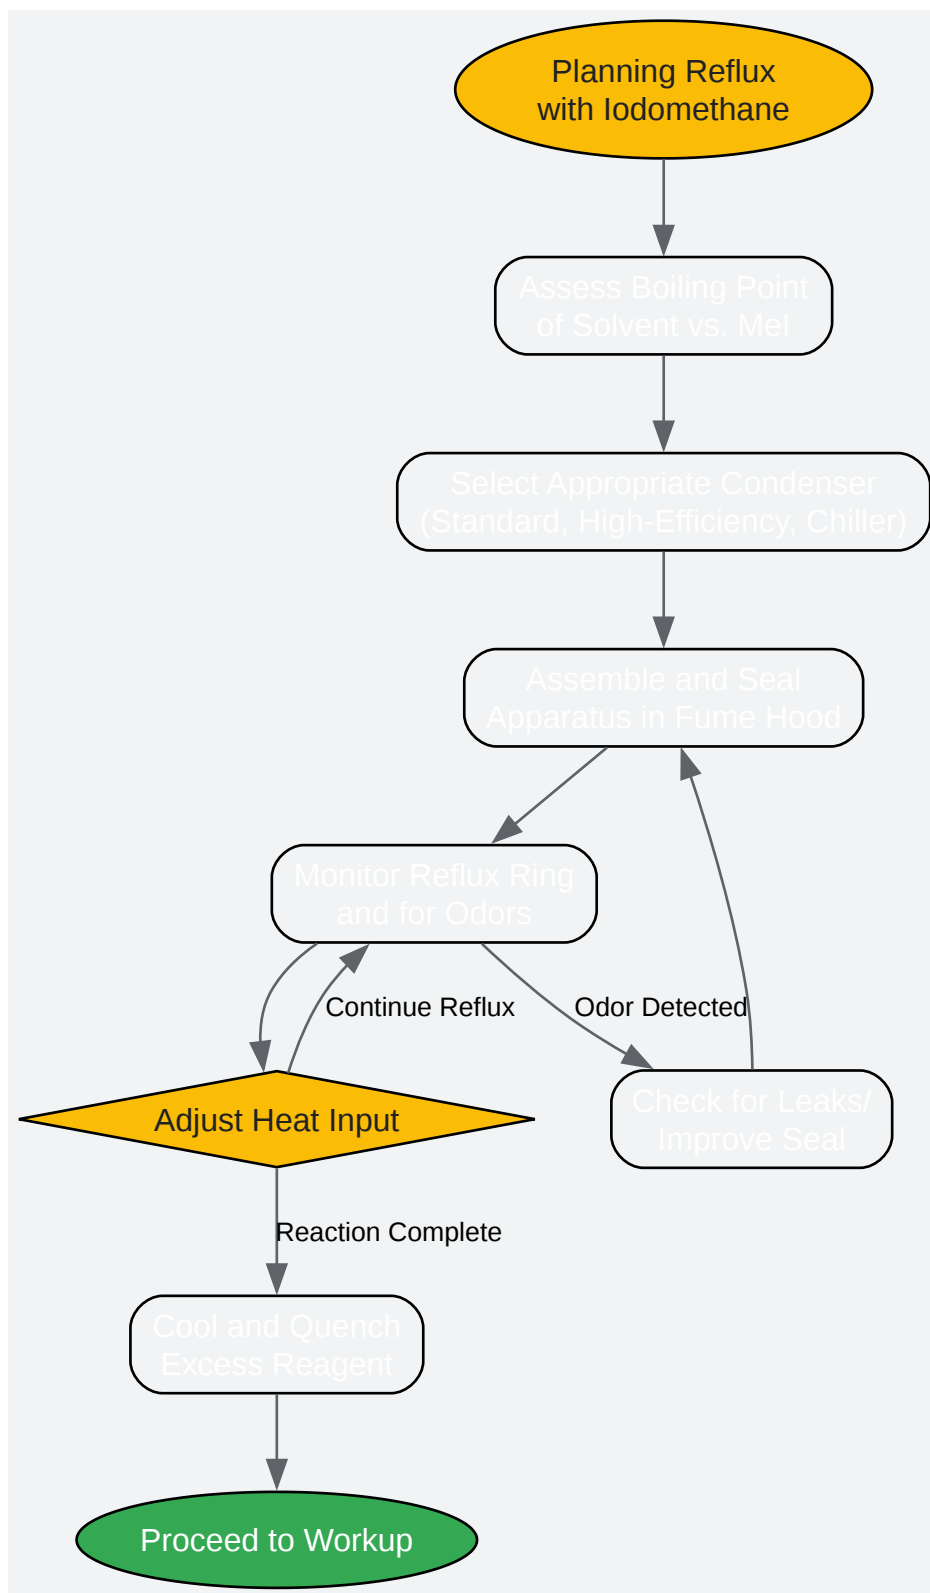 Planning Reflux
with Iodomethane
Assess Boiling Point
of Solvent vs. MeI
Select Appropriate Condenser
(Standard, High-Efficiency, Chiller)
Assemble and Seal
Apparatus in Fume Hood
Monitor Reflux Ring
and for Odors
Continue Reflux
Odor Detected
Adjust Heat Input
Check for Leaks/
Improve Seal
Reaction Complete
Cool and Quench
Excess Reagent
Proceed to Workup